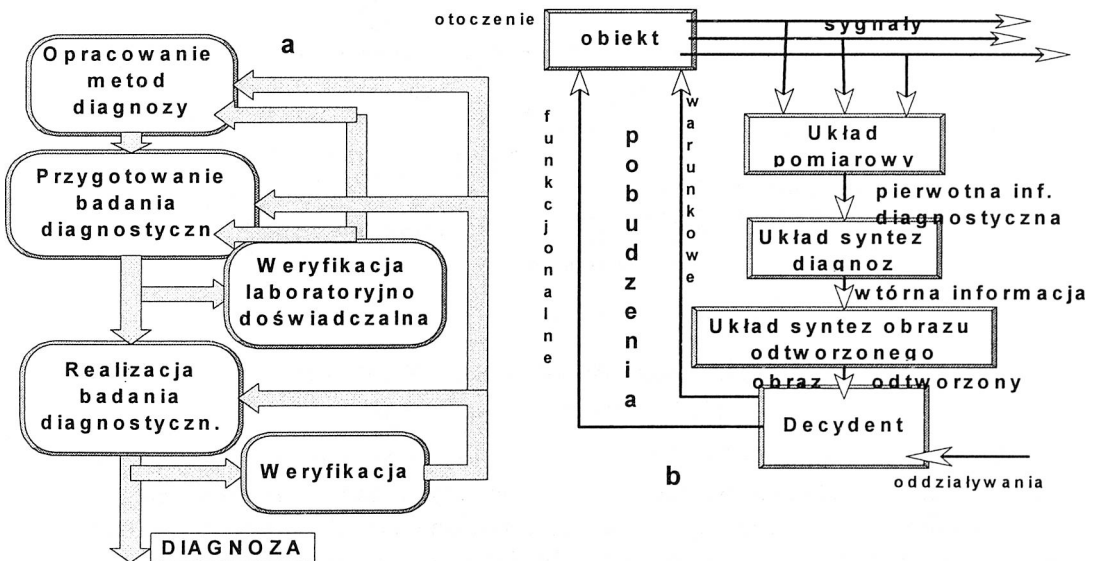 a
Opracowanie
metod
diagnozy
Przygotowanie
badania
diagnostyczn.
Weryfikacja
laboratoryjno
doświadczalna
Realizacja
badania
diagnostyczn.
Weryfikacja
DIAGNOZA
otoczenie
obiekt
sygnały
funkcjonalne
pobudzenia
warunkowe
Układ
pomiarowy
pierwotna inf.
diagnostyczna
Układ syntez
diagnoz
wtórna informacja
Układ syntez obrazu
odtworzonego
obraz odtworzony
Decydent
oddziaływania
b